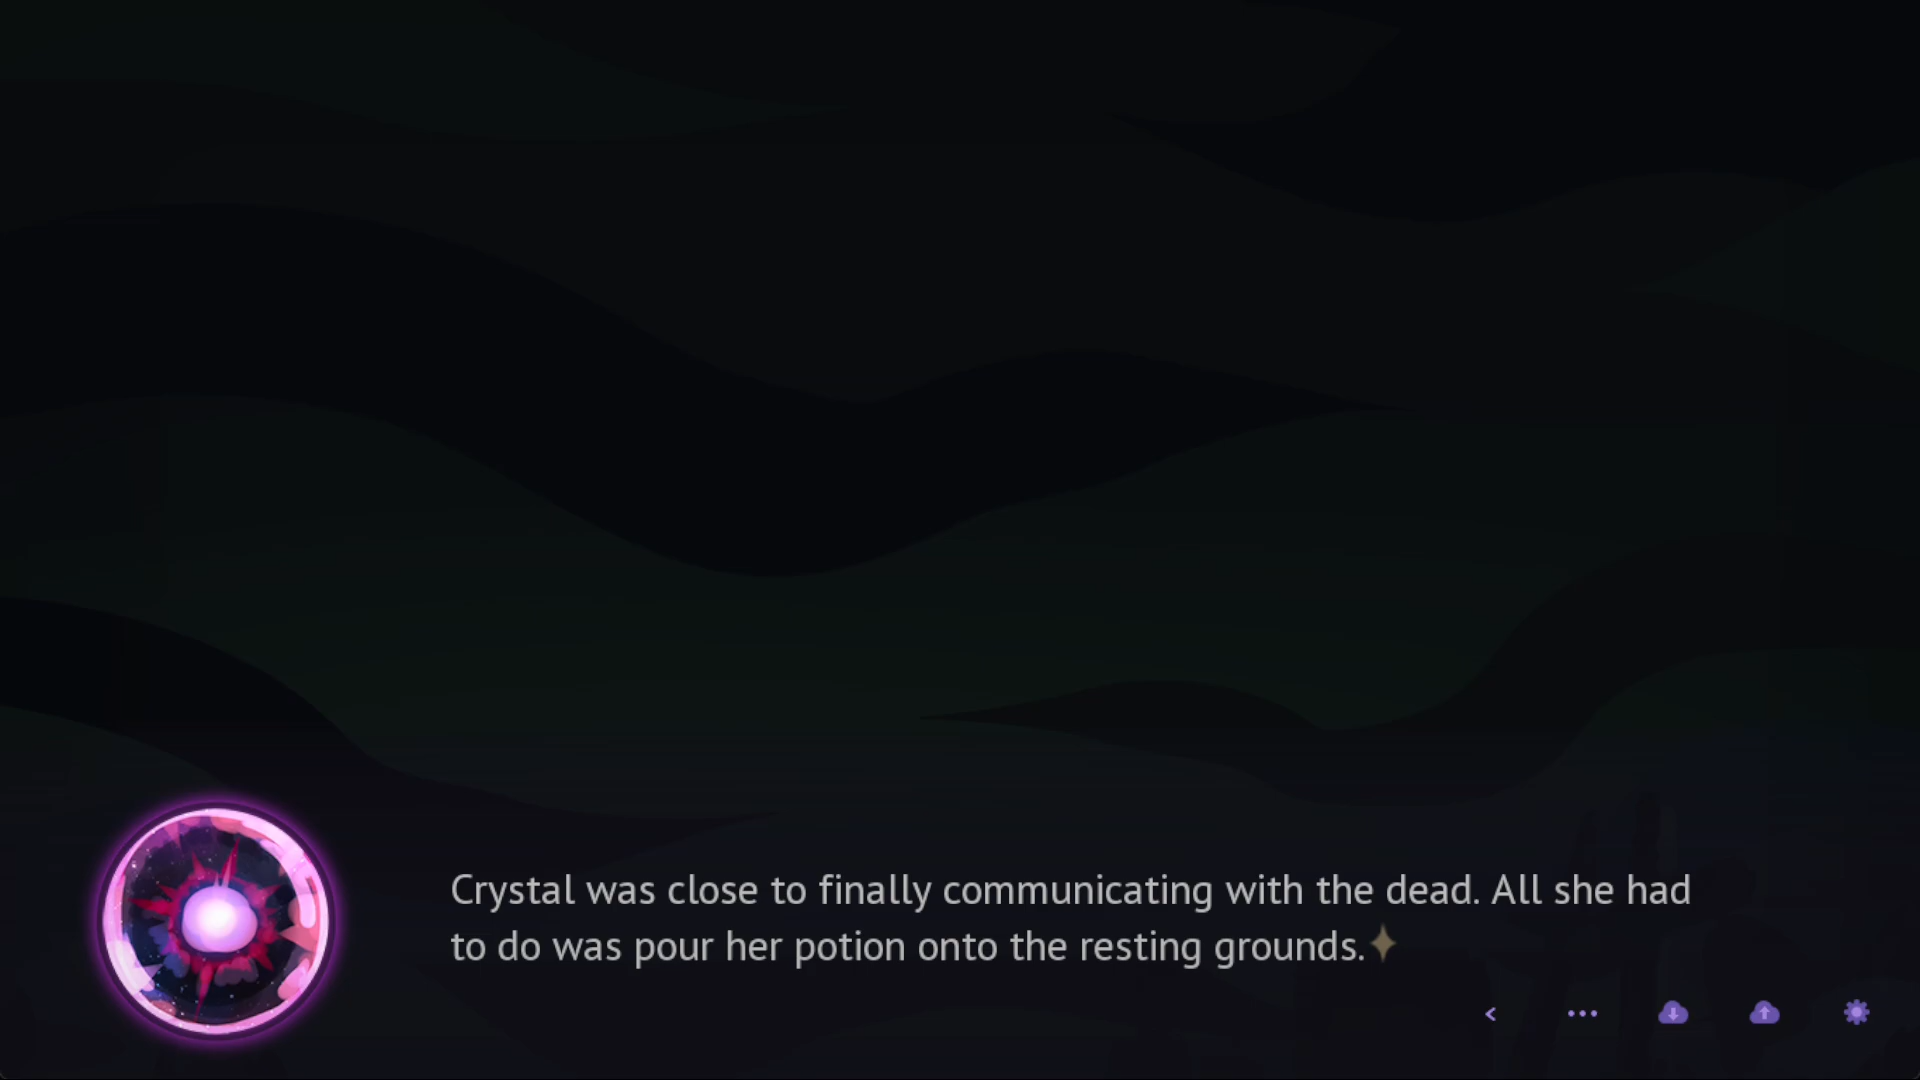 Crystal was close to finally communicating with the dead. All she had
to do was pour her potion onto the resting grounds.